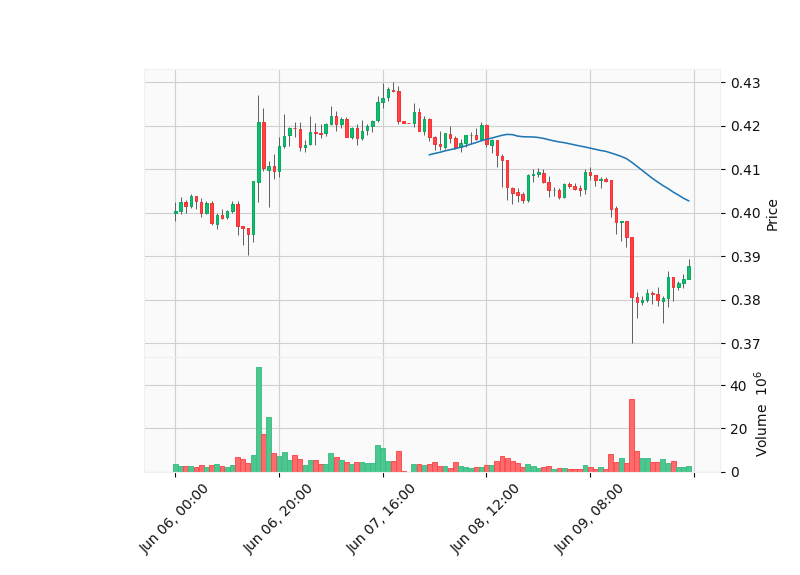 0.43
0.42
0.41
0.40
0.39
0.38
0.37
Price
40
20
0
Volume 10^6
Jun 06, 00:00
Jun 06, 20:00
Jun 07, 16:00
Jun 08, 12:00
Jun 09, 08:00